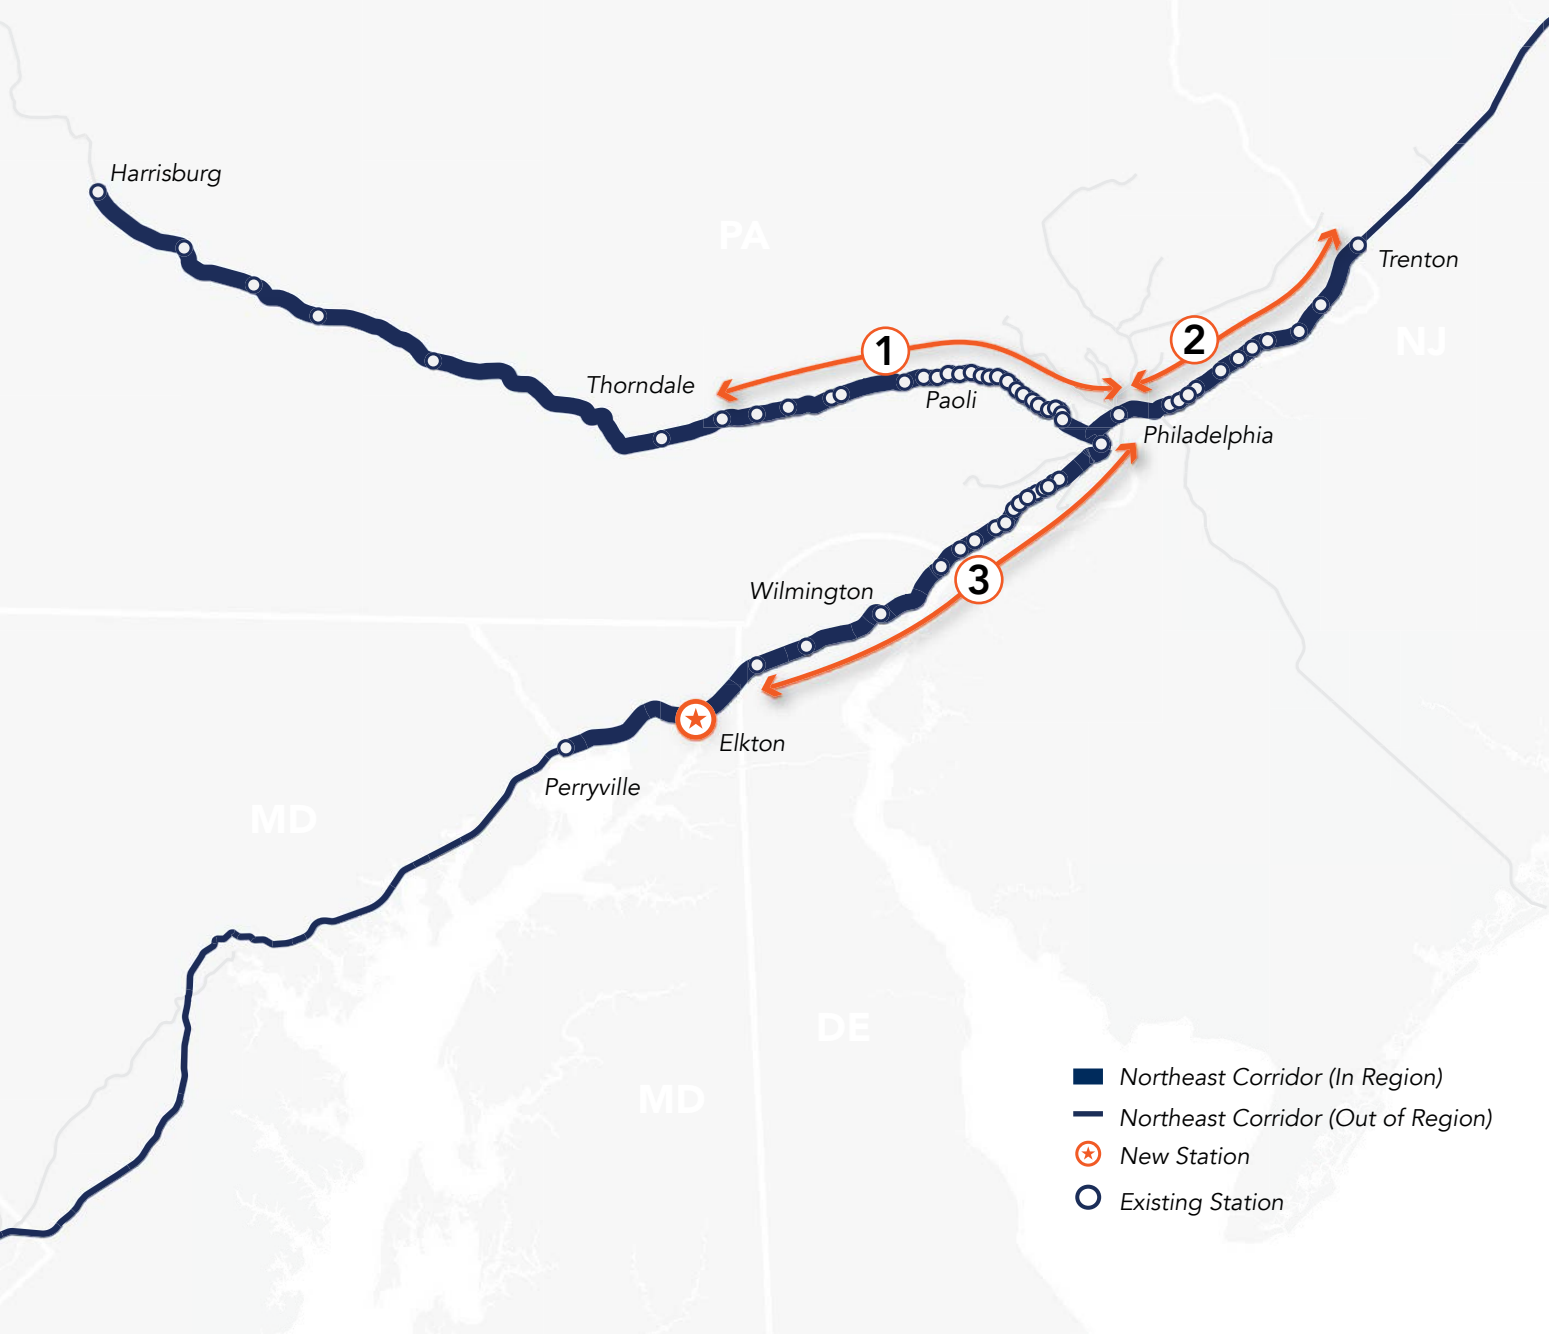 Harrisburg
PA
Trenton
NJ
2
1
Thorndale
Paoli
Philadelphia
3
Wilmington
Elkton
Perryville
MD
DE
MD
Northeast Corridor (In Region)
Northeast Corridor (Out of Region)
New Station
Existing Station